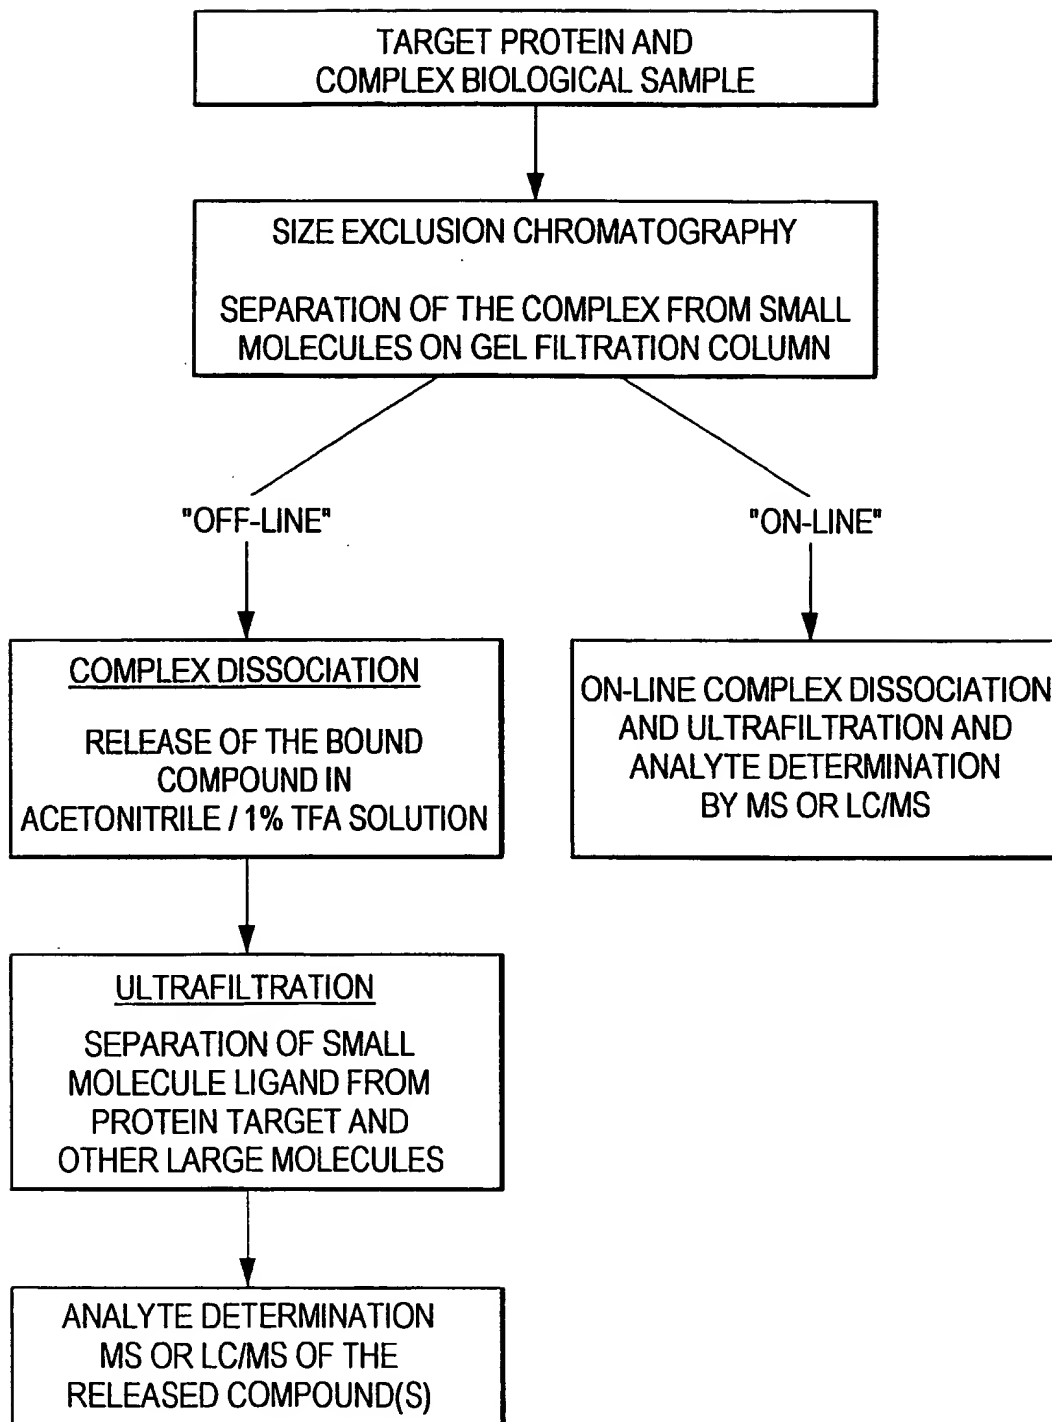 TARGET PROTEIN AND
COMPLEX BIOLOGICAL SAMPLE
SIZE EXCLUSION CHROMATOGRAPHY
SEPARATION OF THE COMPLEX FROM SMALL
MOLECULES ON GEL FILTRATION COLUMN
"OFF-LINE"
"ON-LINE"
COMPLEX DISSOCIATION
RELEASE OF THE BOUND
COMPOUND IN
ACETONITRILE / 1% TFA SOLUTION
ON-LINE COMPLEX DISSOCIATION
AND ULTRAFILTRATION AND
ANALYTE DETERMINATION
BY MS OR LC/MS
ULTRAFILTRATION
SEPARATION OF SMALL
MOLECULE LIGAND FROM
PROTEIN TARGET AND
OTHER LARGE MOLECULES
ANALYTE DETERMINATION
MS OR LC/MS OF THE
RELEASED COMPOUND(S)